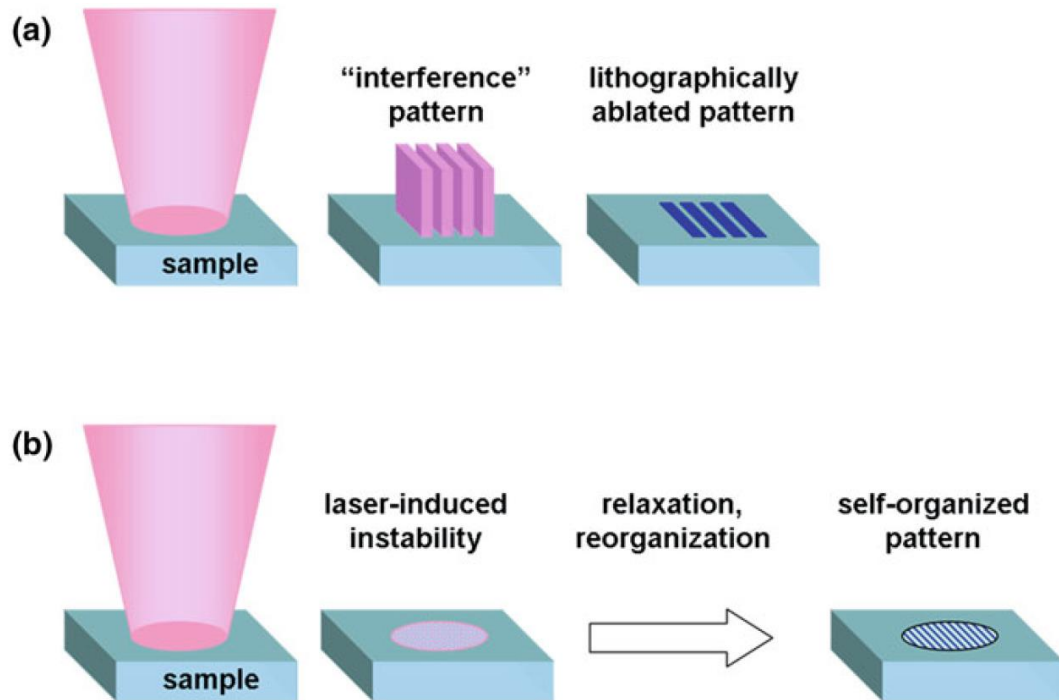 (a)
“interference”
pattern
lithographically
ablated pattern
sample
(b)
laser-induced
instability
relaxation,
reorganization
self-organized
pattern
sample